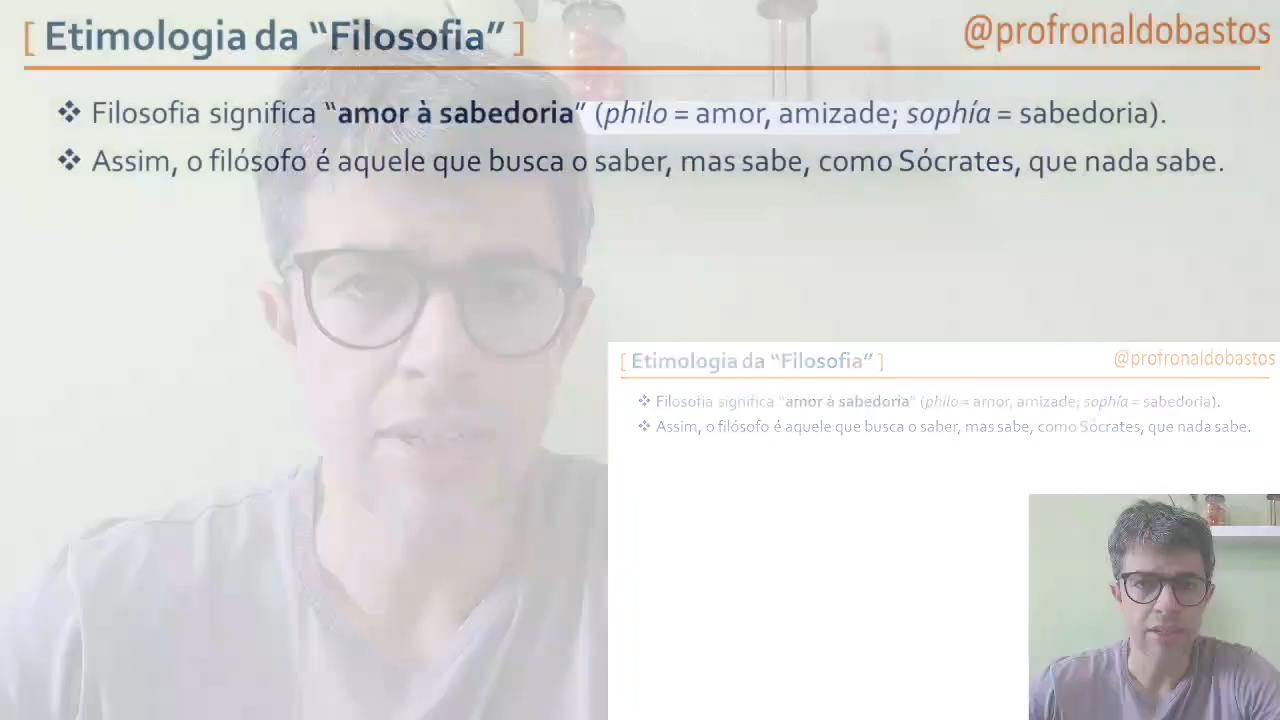 [ Etimologia da “Filosofia” ]
@profronaldobastos
❖ Filosofia significa “amor à sabedoria” (philo = amor, amizade; sophía = sabedoria).
❖ Assim, o filósofo é aquele que busca o saber, mas sabe, como Sócrates, que nada sabe.
[ Etimologia da “Filosofia” ]
@profronaldobastos
❖ Filosofia significa “amor à sabedoria” (philo = amor, amizade; sophía = sabedoria).
❖ Assim, o filósofo é aquele que busca o saber, mas sabe, como Sócrates, que nada sabe.